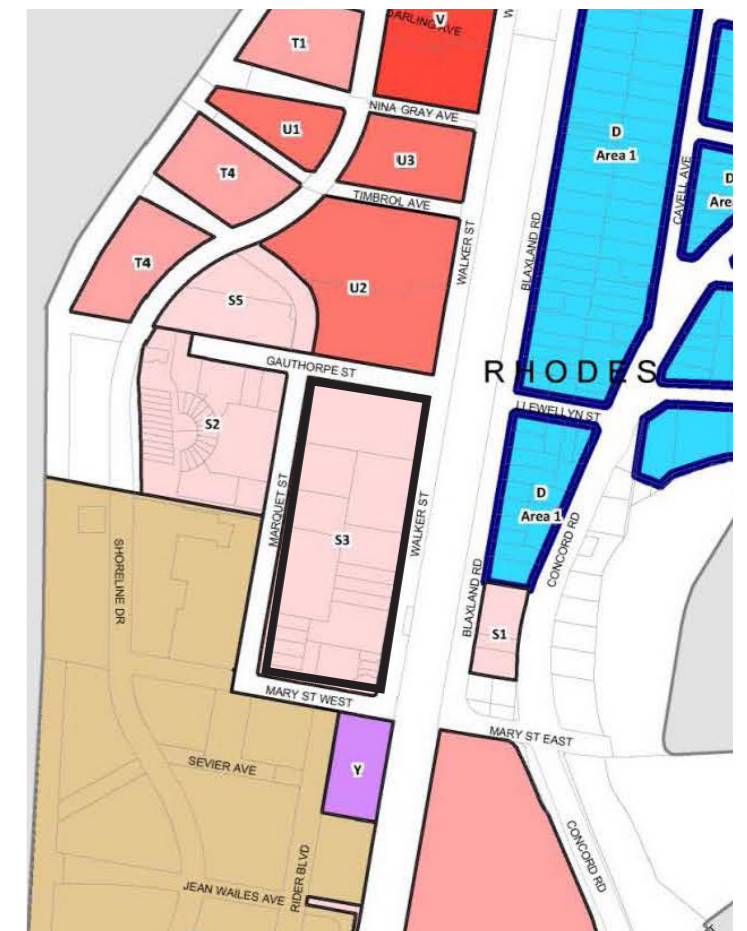 DARLING AVE
V
W
T1
NINA GRAY AVE
U1
U3
D
Area 1
T4
TIMBROL AVE
CAVELL AVE
D
Area
WALKER ST
BLAXLAND RD
T4
S5
U2
GAUTHORPE ST
RHODES
LLEWELLYN ST
S2
MARQUET ST
S3
WALKER ST
D
Area 1
CONCORD RD
SHORELINE DR
BLAXLAND RD
S1
MARY ST WEST
MARY ST EAST
SEVIER AVE
Y
CONCORD RD
RIDER BLVD
JEAN WAILES AVE